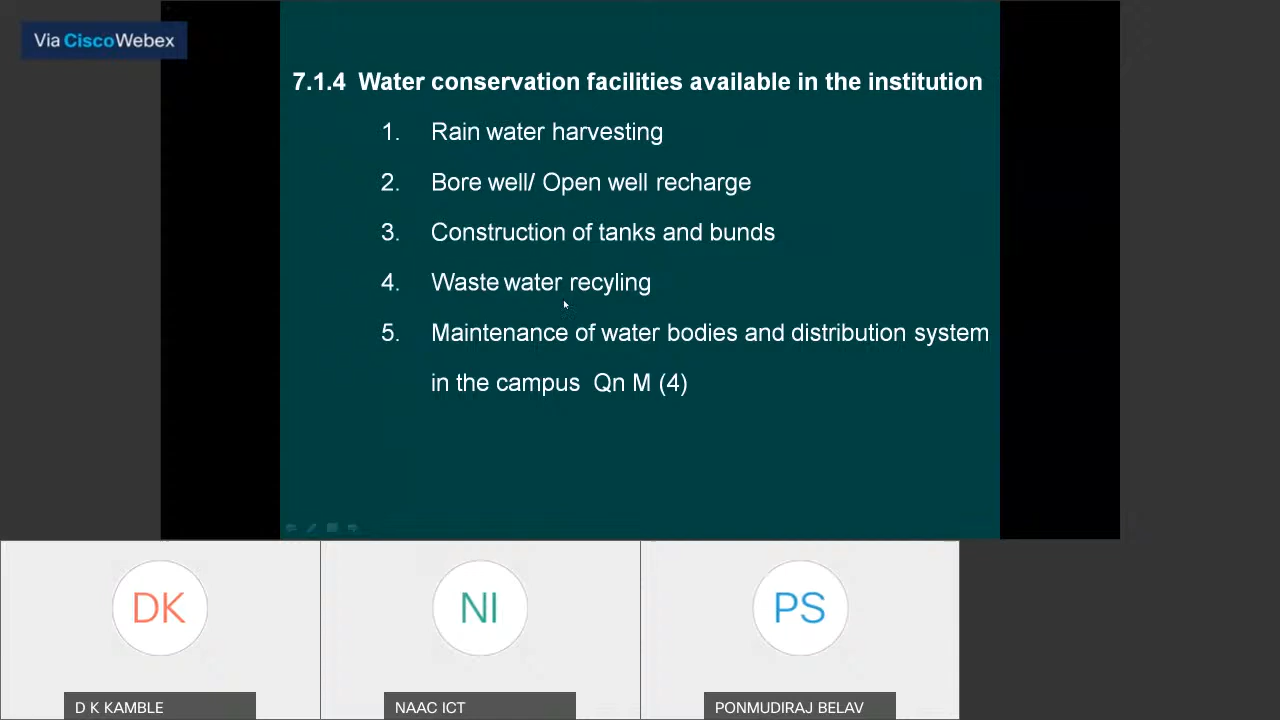 Via CiscoWebex
7.1.4 Water conservation facilities available in the institution
1. Rain water harvesting
2. Bore well/ Open well recharge
3. Construction of tanks and bunds
4. Waste water recyling
5. Maintenance of water bodies and distribution system
in the campus Qn M (4)
DK
NI
PS
D K KAMBLE
NAAC ICT
PONMUDIRAJ BELAV